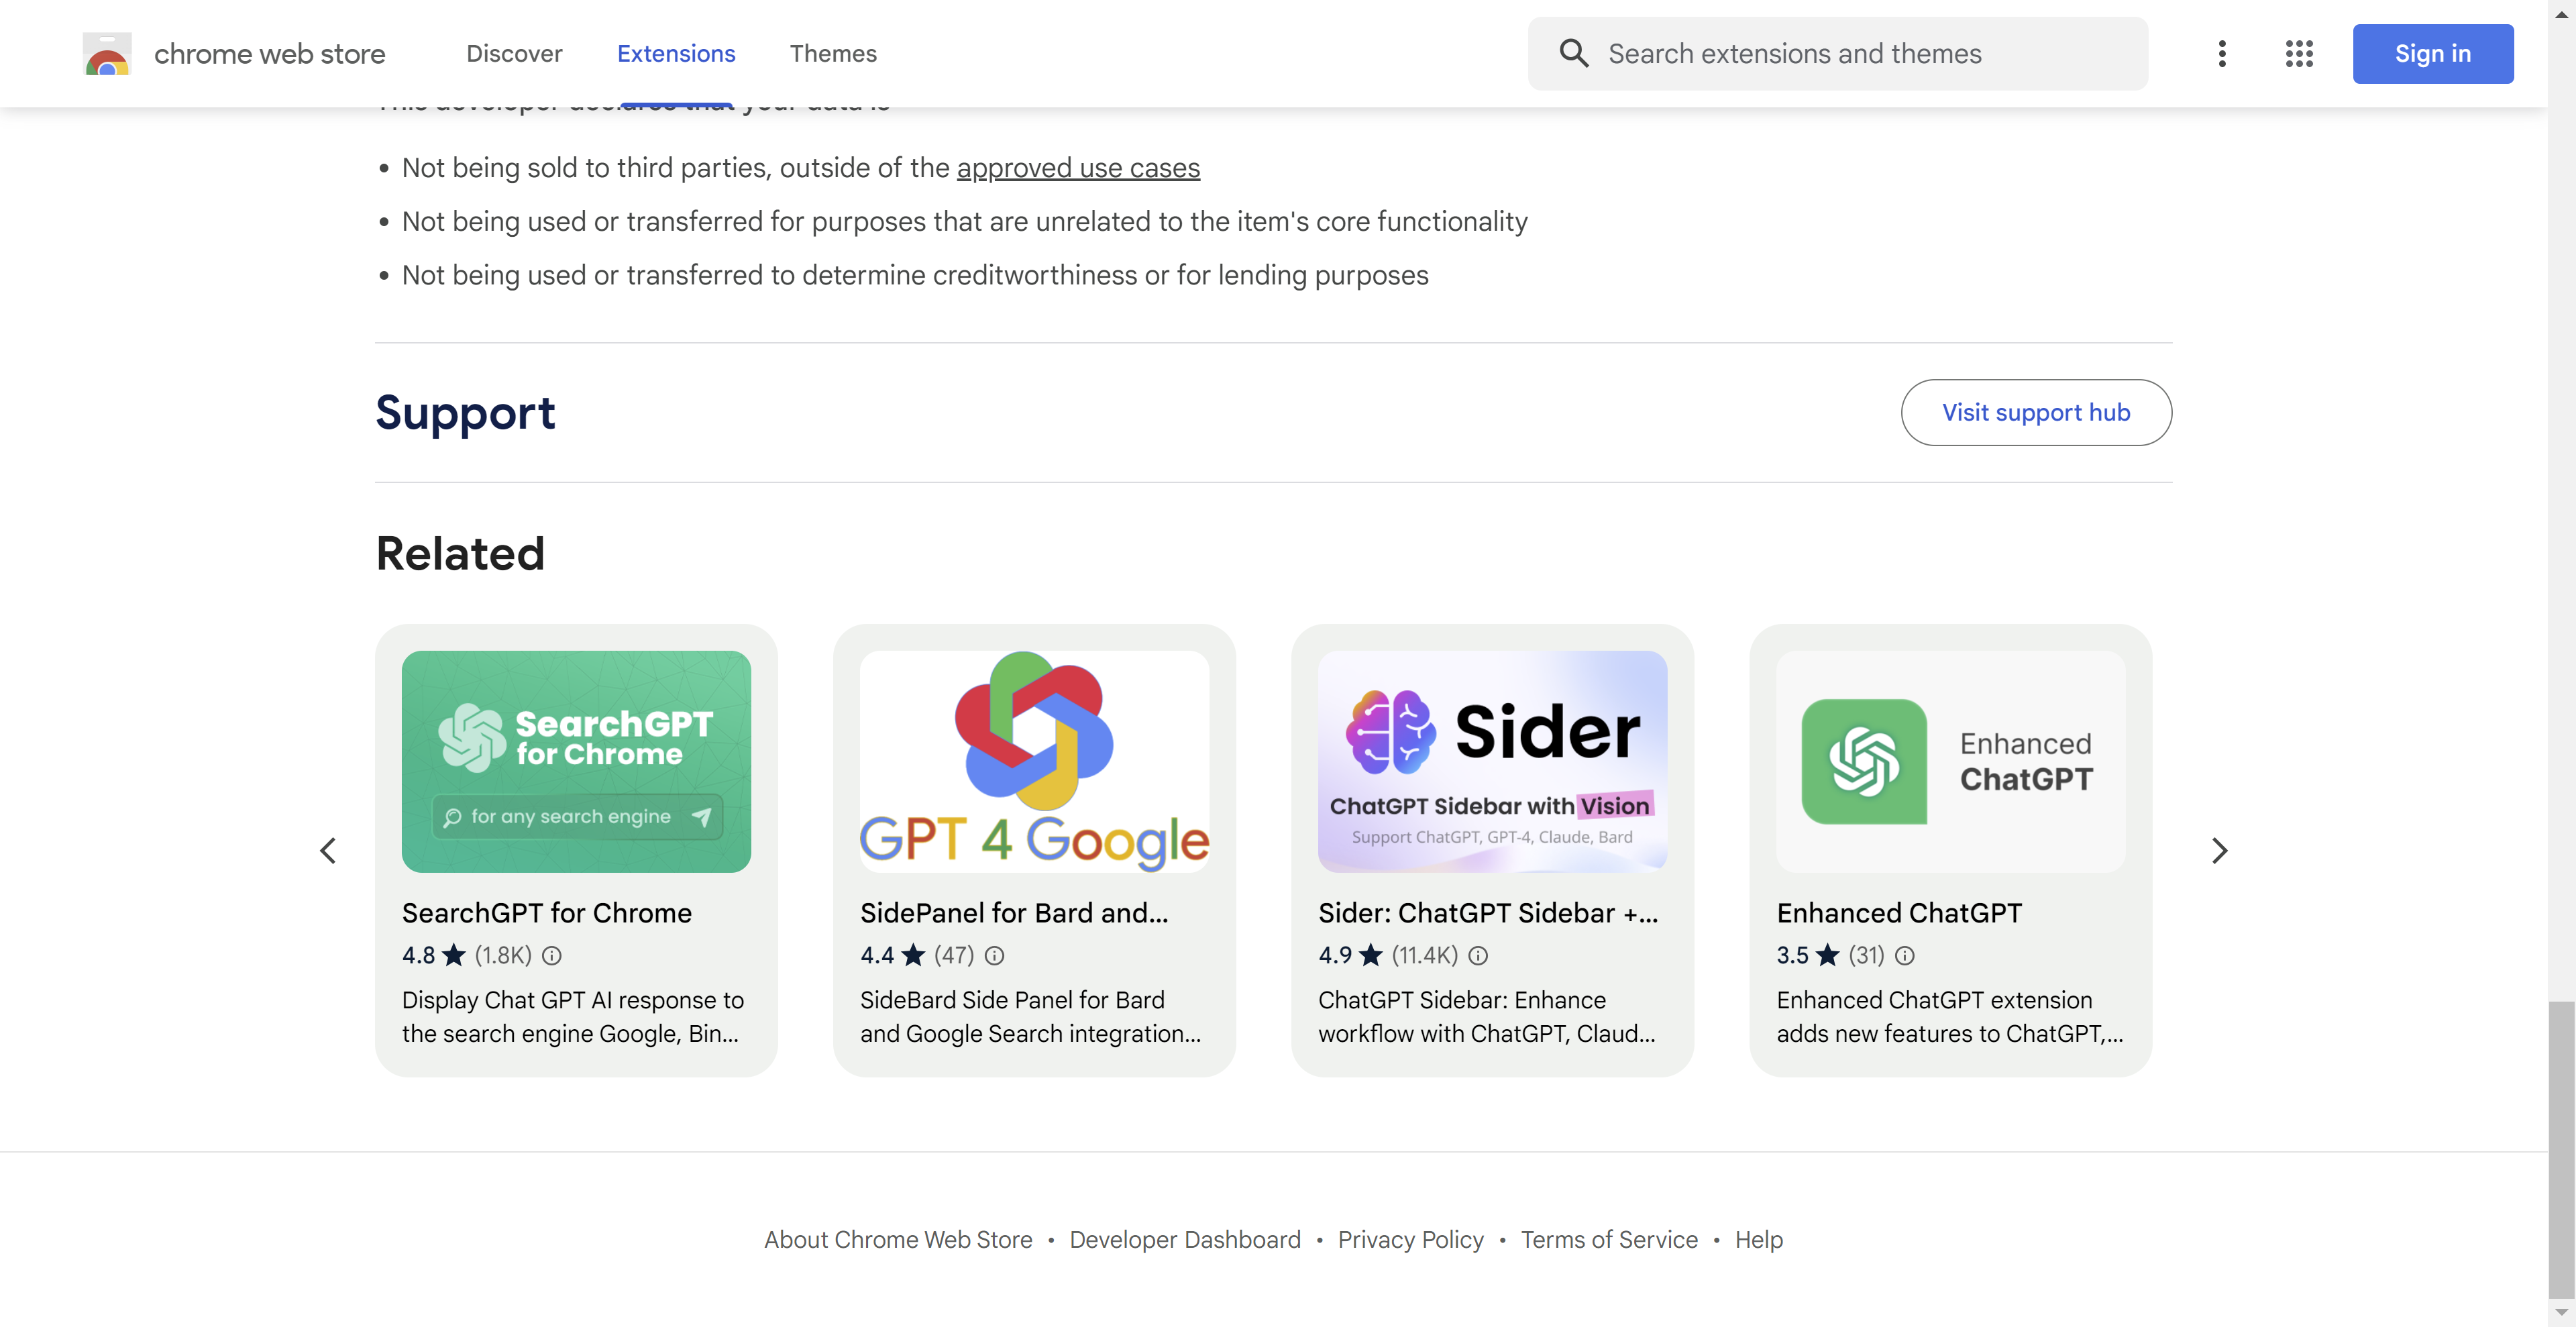 chrome web store
Discover
Extensions
Themes
Search extensions and themes
Sign in
This developer declares that your data is
• Not being sold to third parties, outside of the approved use cases
• Not being used or transferred for purposes that are unrelated to the item's core functionality
• Not being used or transferred to determine creditworthiness or for lending purposes
Support
Visit support hub
Related
SearchGPT
for Chrome
for any search engine
SearchGPT for Chrome
4.8 ★ (1.8K)
Display Chat GPT AI response to
the search engine Google, Bin...
GPT 4 Google
SidePanel for Bard and...
4.4 ★ (47)
SideBard Side Panel for Bard
and Google Search integration...
Sider
ChatGPT Sidebar with Vision
Support ChatGPT, GPT-4, Claude, Bard
Sider: ChatGPT Sidebar +...
4.9 ★ (11.4K)
ChatGPT Sidebar: Enhance
workflow with ChatGPT, Claud...
Enhanced
ChatGPT
Enhanced ChatGPT
3.5 ★ (31)
Enhanced ChatGPT extension
adds new features to ChatGPT,...
About Chrome Web Store • Developer Dashboard • Privacy Policy • Terms of Service • Help